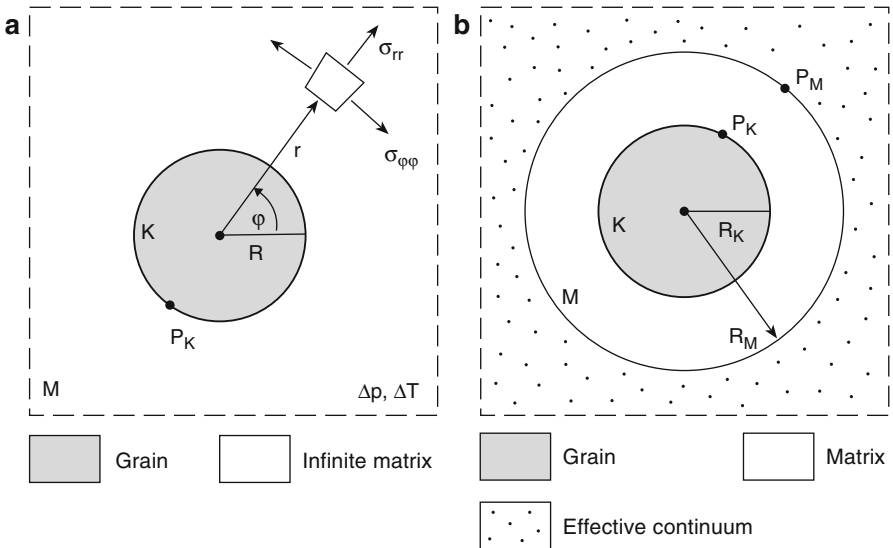 a
σrr
r
σφφ
K
φ
R
PK
M
Δp, ΔT
Grain
Infinite matrix
b
PM
PK
K
RK
M
RM
Grain
Matrix
Effective continuum